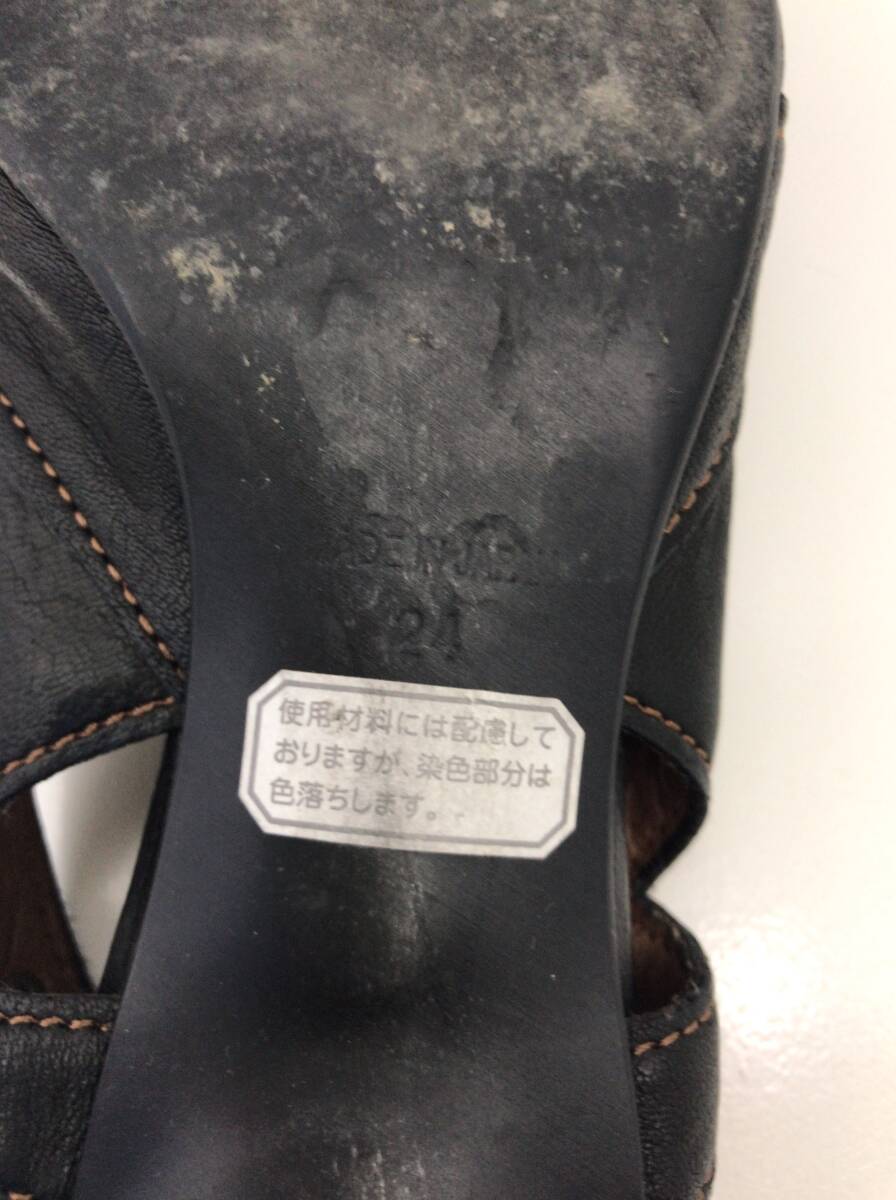 24
使用材料には配慮して
おりますが、染色部分は
色落ちします。